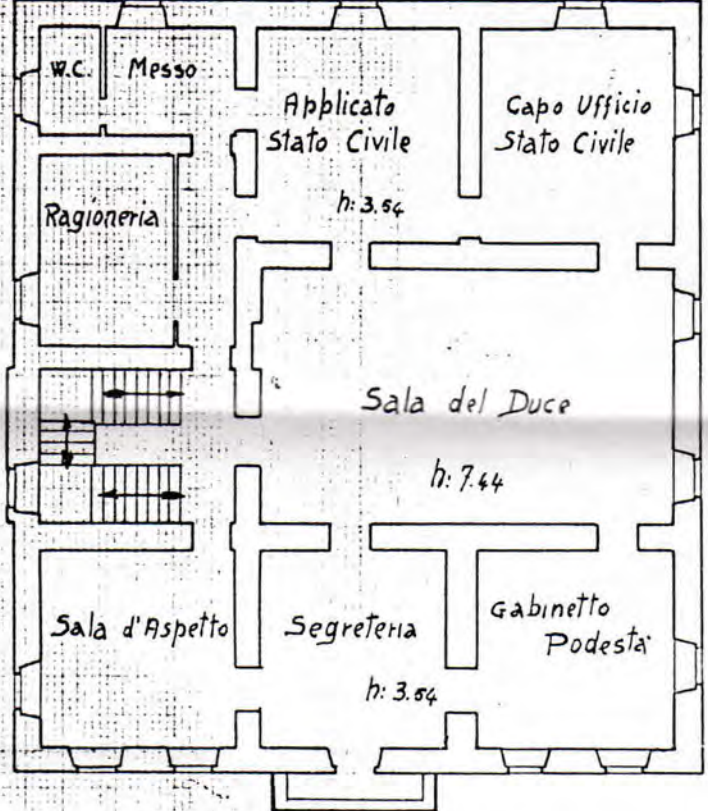 W.C.
Messo
Applicato
Stato Civile
Capo Ufficio
Stato Civile
h: 3.54
Ragioneria
Sala del Duce
h: 7.44
Sala d'Aspetto
Segreteria
Gabinetto
Podestà
h: 3.54